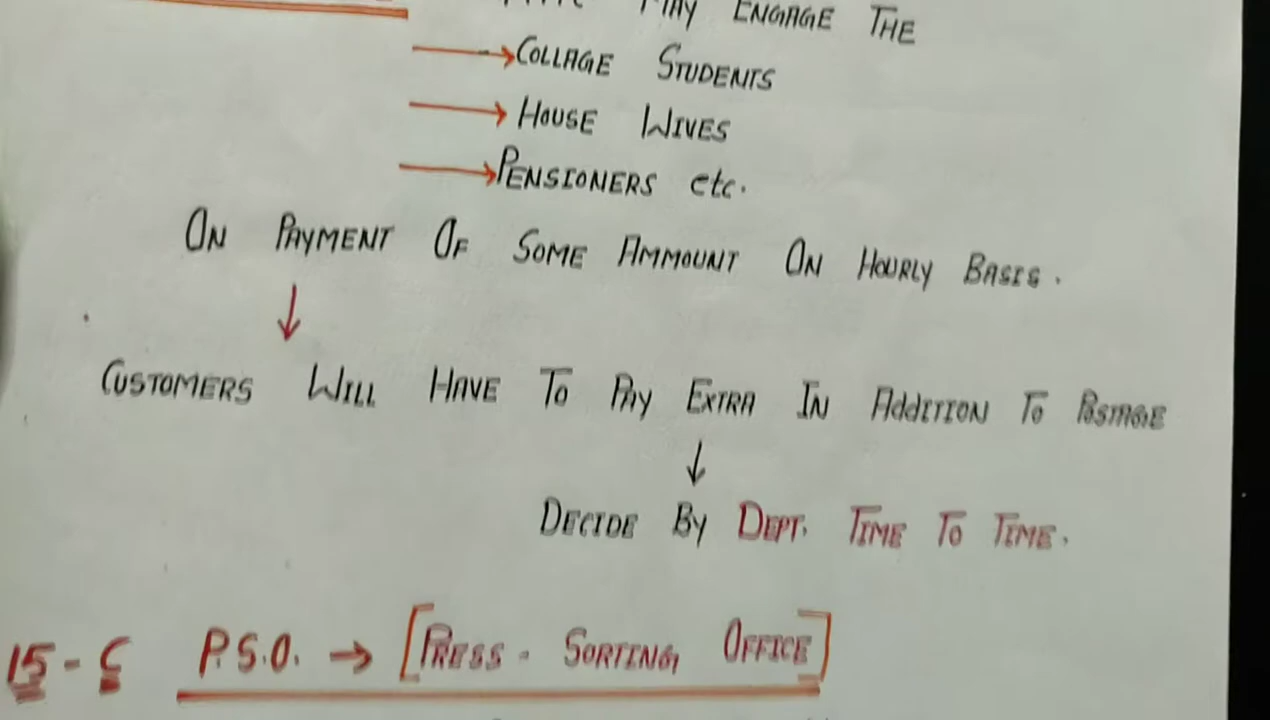 MAY ENGAGE THE
→ COLLAGE STUDENTS
→ HOUSE WIVES
→ PENSIONERS etc.
ON PAYMENT OF SOME AMMOUNT ON HOURLY BASIS.
↓
CUSTOMERS WILL HAVE TO PAY EXTRA IN ADDITION TO POSTAGE
↓
DECIDE BY DEPT. TIME TO TIME.
15-C P.S.O. → [PRESS - SORTING OFFICE]